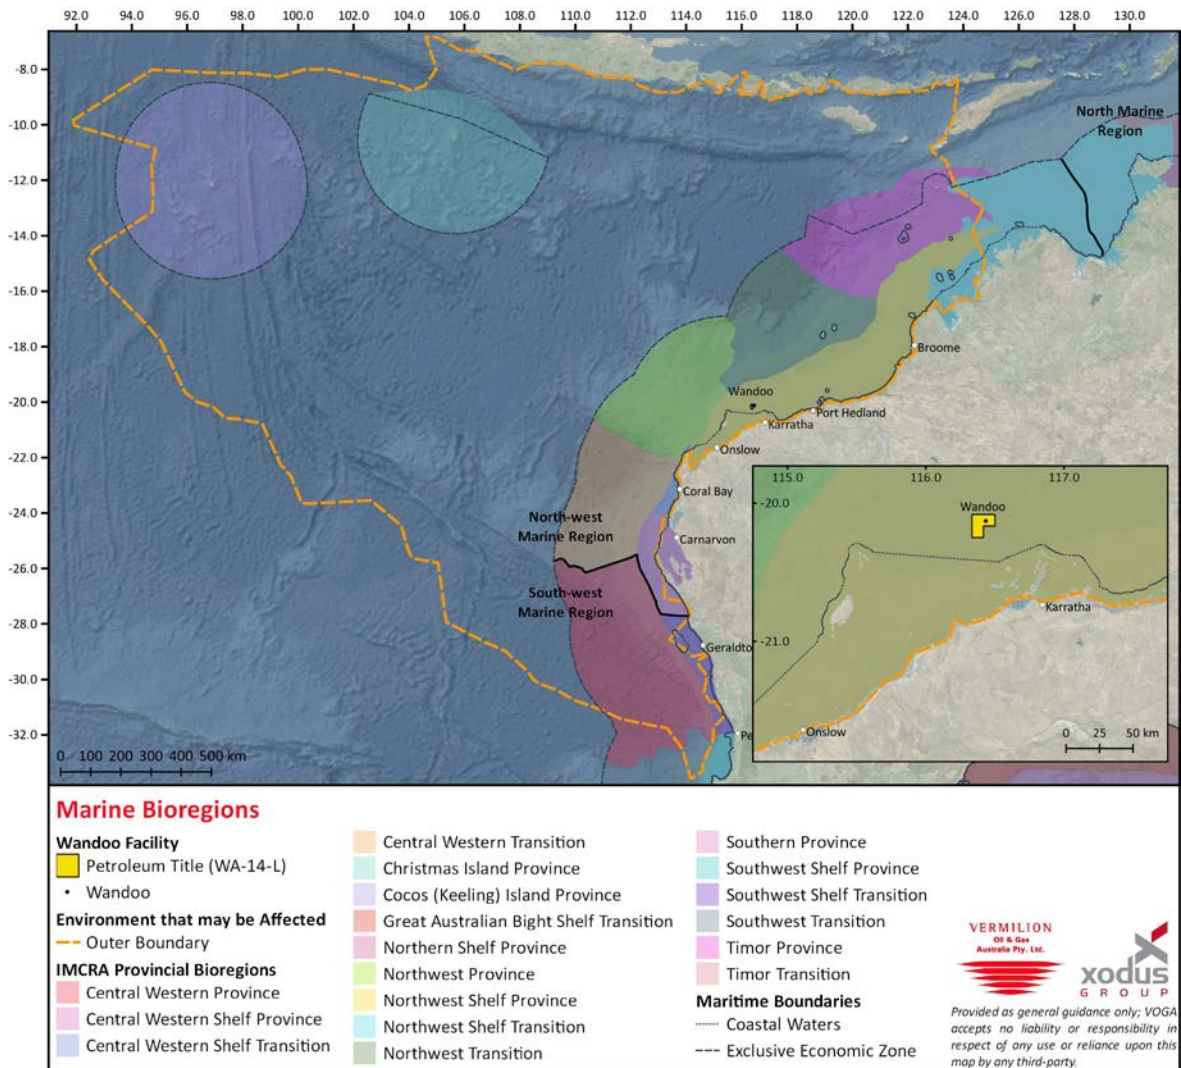 92.0 94.0 96.0 98.0 100.0 102.0 104.0 106.0 108.0 110.0 112.0 114.0 116.0 118.0 120.0 122.0 124.0 126.0 128.0 130.0
-8.0
-10.0
-12.0
-14.0
-16.0
-18.0
-20.0
-22.0
-24.0
-26.0
-28.0
-30.0
-32.0
North Marine
Region
Broome
Wandoo
Port Hedland
Karratha
Onslow
Coral Bay
North-west
Marine Region
Carnarvon
South-west
Marine Region
Geraldto
Pe
0 100 200 300 400 500 km
115.0 116.0 117.0
-20.0
Wandoo
Karratha
-21.0
Onslow
0 25 50 km
Marine Bioregions
Wandoo Facility
Petroleum Title (WA-14-L)
Wandoo
Environment that may be Affected
Outer Boundary
IMCRA Provincial Bioregions
Central Western Province
Central Western Shelf Province
Central Western Shelf Transition
Central Western Transition
Christmas Island Province
Cocos (Keeling) Island Province
Great Australian Bight Shelf Transition
Northern Shelf Province
Northwest Province
Northwest Shelf Province
Northwest Shelf Transition
Northwest Transition
Southern Province
Southwest Shelf Province
Southwest Shelf Transition
Southwest Transition
Timor Province
Timor Transition
Maritime Boundaries
Coastal Waters
Exclusive Economic Zone
VERMILION
Oil & Gas
Australia Pty. Ltd.
xodus
GROUP
Provided as general guidance only; VOGA
accepts no liability or responsibility in
respect of any use or reliance upon this
map by any third-party.